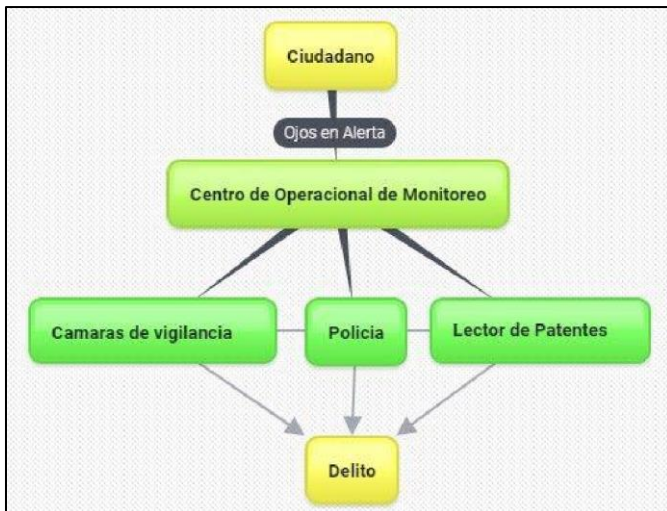 Ciudadano
Ojos en Alerta
Centro de Operacional de Monitoreo
Camaras de vigilancia
Policia
Lector de Patentes
Delito